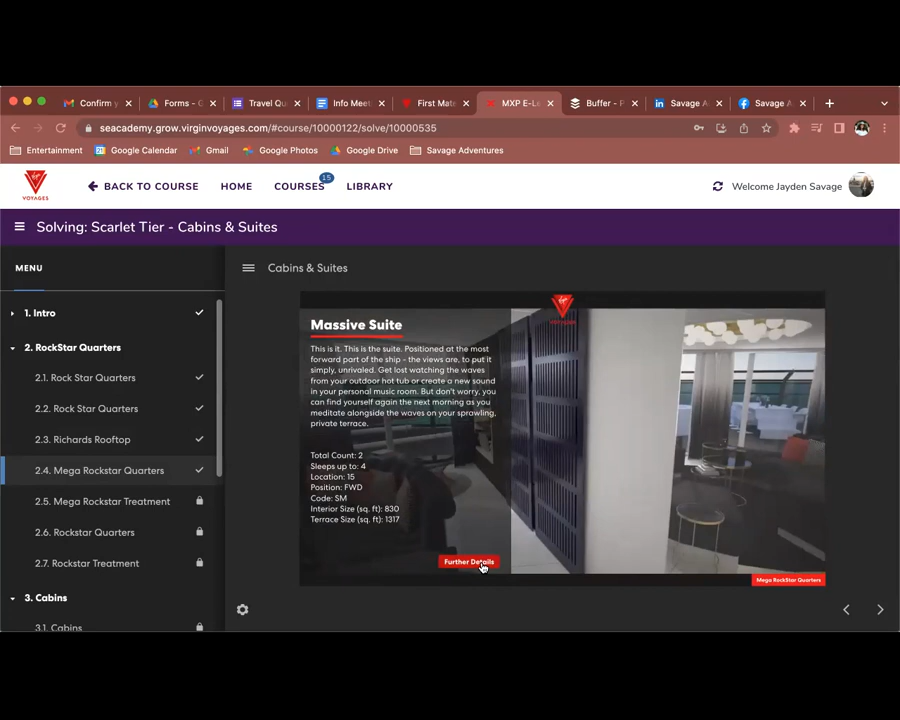 Confirm y
Forms - G
Travel Qu
Info Meet
First Mate
MXP E-Le
Buffer - P
Savage A
Savage A
seacademy.grow.virginvoyages.com/#course/10000122/solve/10000535
Entertainment
Google Calendar
Gmail
Google Photos
Google Drive
Savage Adventures
VOYAGES
BACK TO COURSE
HOME
COURSES
15
LIBRARY
Welcome Jayden Savage
Solving: Scarlet Tier - Cabins & Suites
MENU
1. Intro
2. RockStar Quarters
2.1. Rock Star Quarters
2.2. Rock Star Quarters
2.3. Richards Rooftop
2.4. Mega Rockstar Quarters
2.5. Mega Rockstar Treatment
2.6. Rockstar Quarters
2.7. Rockstar Treatment
3. Cabins
3.1. Cabins
Cabins & Suites
VOYAGES
Massive Suite
This is it. This is the suite. Positioned at the most
forward part of the ship - the views are, to put it
simply, unrivaled. Get lost watching the waves
from your outdoor hot tub or create a new sound
in your personal music room. But don't worry, you
can find yourself again the next morning as you
meditate alongside the waves on your sprawling,
private terrace.
Total Count: 2
Sleeps up to: 4
Location: 15
Position: FWD
Code: SM
Interior Size (sq. ft): 830
Terrace Size (sq. ft): 1317
Further Details
Mega RockStar Quarters